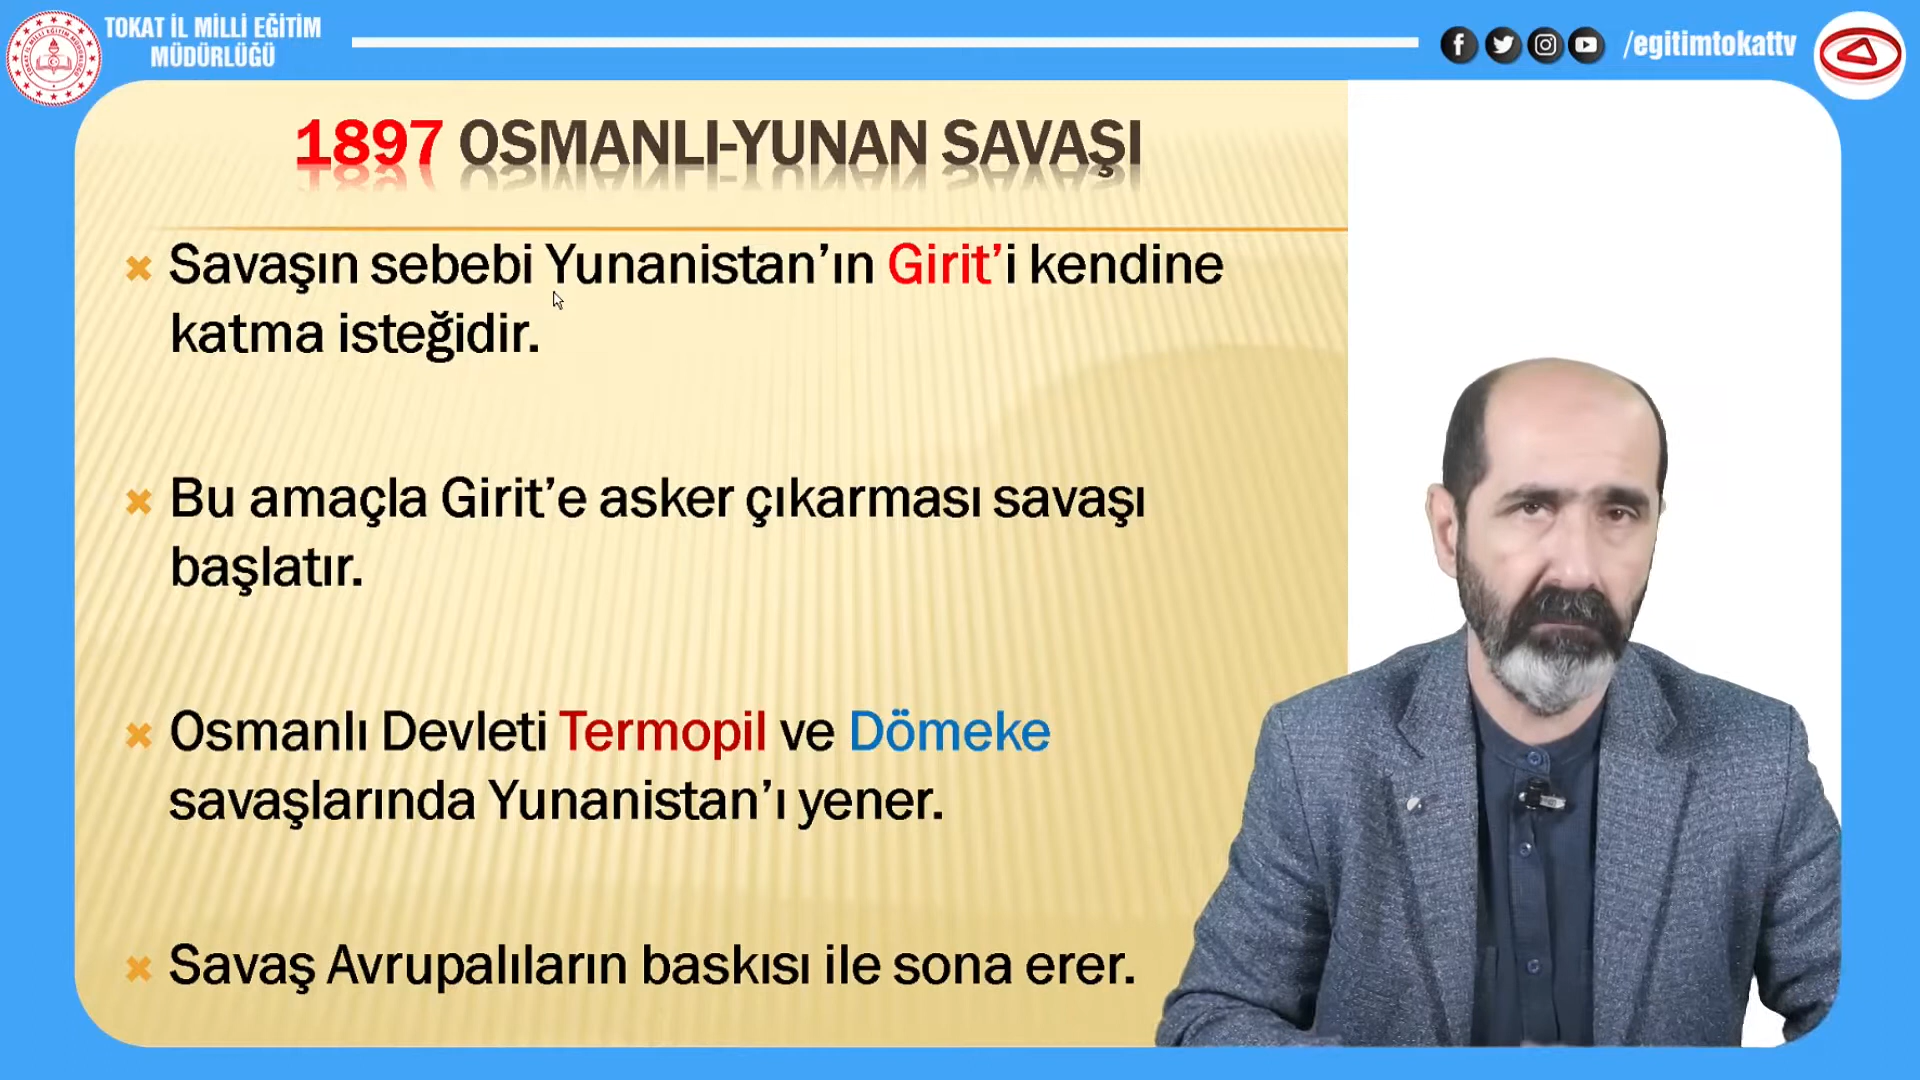 TOKAT İL MİLLİ EĞİTİM
MÜDÜRLÜĞÜ
/egitimtokattv
1897 OSMANLI-YUNAN SAVAŞI
Savaşın sebebi Yunanistan’ın Girit’i kendine
katma isteğidir.
Bu amaçla Girit’e asker çıkarması savaşı
başlatır.
Osmanlı Devleti Termopil ve Dömeke
savaşlarında Yunanistan’ı yener.
Savaş Avrupalıların baskısı ile sona erer.